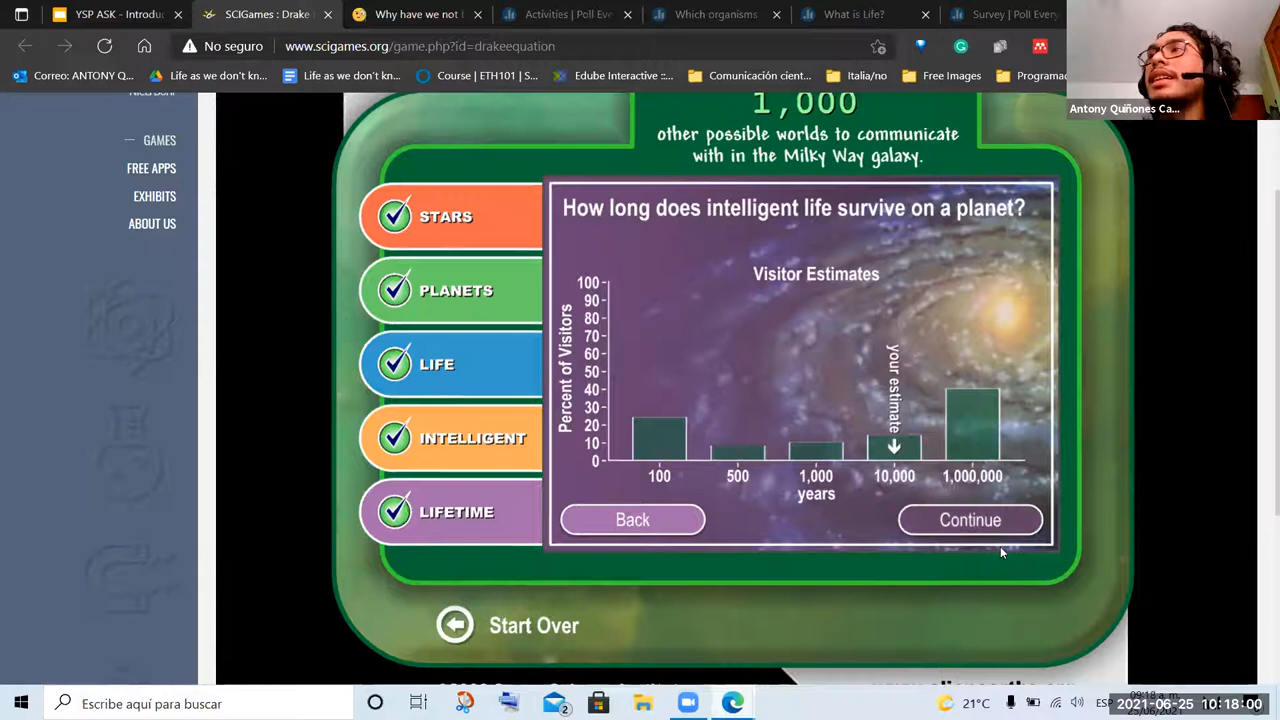 YSP ASK - Introduc
SCIGames : Drake
Why have we not
Activities | Poll Eve
Which organisms
What is Life?
Survey | Poll Every
No seguro
www.scigames.org/game.php?id=drakeequation
Correo: ANTONY Q...
Life as we don't kn...
Life as we don't kn...
Course | ETH101 | S...
Edube Interactive ::...
Comunicación cient...
Italia/no
Free Images
Programac
Antony Quiñones Ca...
GAMES
FREE APPS
EXHIBITS
ABOUT US
1,000
other possible worlds to communicate
with in the Milky Way galaxy.
STARS
PLANETS
LIFE
INTELLIGENT
LIFETIME
How long does intelligent life survive on a planet?
Visitor Estimates
Percent of Visitors
100
90
80
70
60
50
40
30
20
10
0
your estimate
100 500 1,000 10,000 1,000,000
years
Back
Continue
Start Over
Escribe aquí para buscar
2
21°C
ESP
09:18 a. m.
2021-06-25 10:18:00